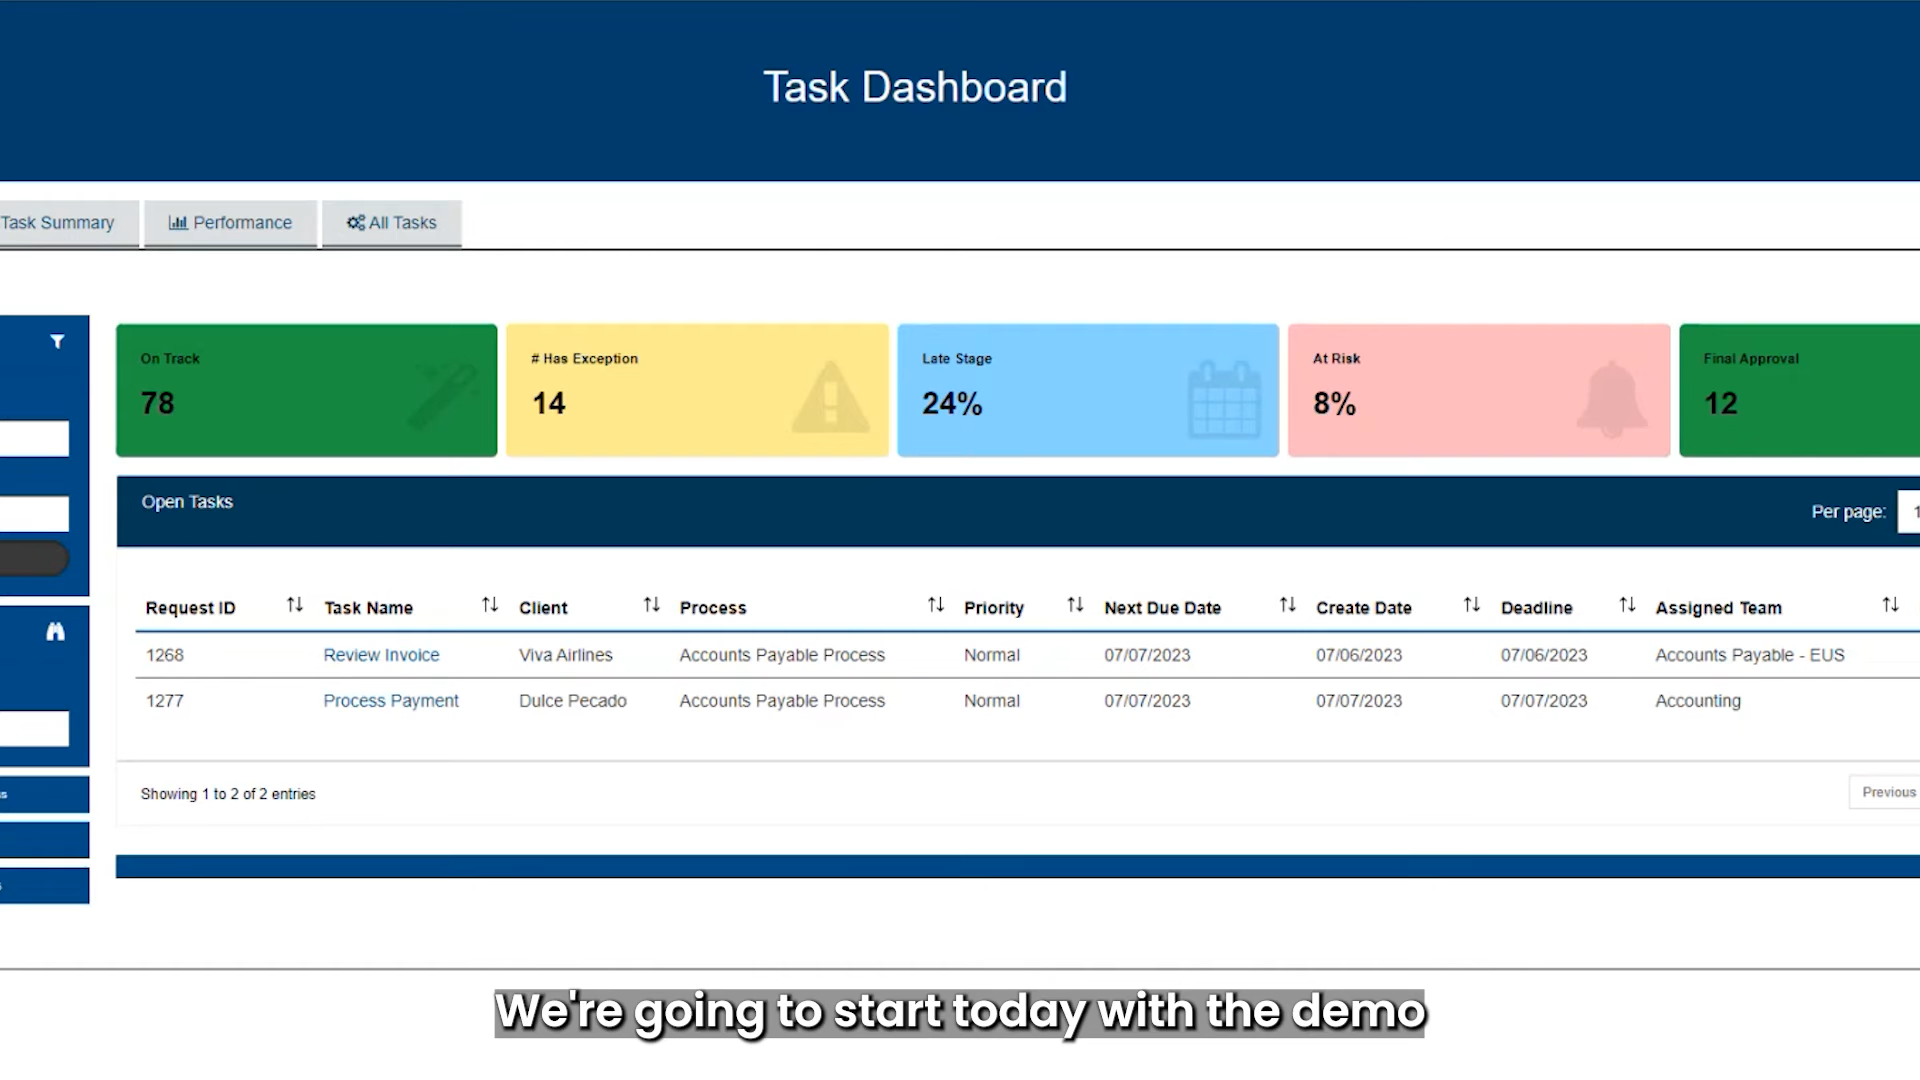 Task Dashboard
Task Summary
Performance
All Tasks
On Track
78
# Has Exception
14
Late Stage
24%
At Risk
8%
Final Approval
12
Open Tasks
Per page:
Request ID Task Name Client Process Priority Next Due Date Create Date Deadline Assigned Team
1268 Review Invoice Viva Airlines Accounts Payable Process Normal 07/07/2023 07/06/2023 07/06/2023 Accounts Payable - EUS
1277 Process Payment Dulce Pecado Accounts Payable Process Normal 07/07/2023 07/07/2023 07/07/2023 Accounting
Showing 1 to 2 of 2 entries
Previous
We're going to start today with the demo